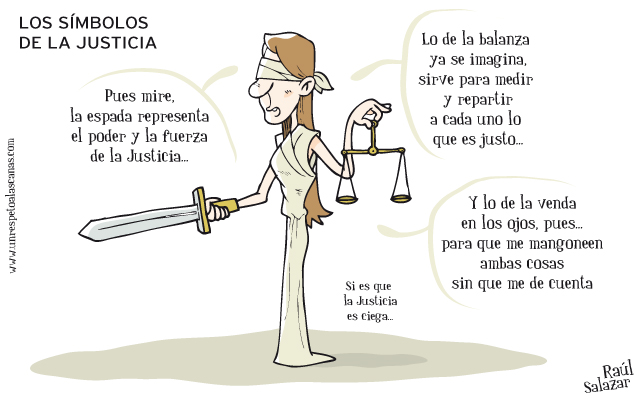 LOS SÍMBOLOS
DE LA JUSTICIA
Pues mire,
la espada representa
el poder y la fuerza
de la Justicia...
Lo de la balanza
ya se imagina,
sirve para medir
y repartir
a cada uno lo
que es justo...
Y lo de la venda
en los ojos, pues...
para que me mangoneen
ambas cosas
sin que me de cuenta
Si es que
la Justicia
es ciega...
www.unrespetoalascanas.com
Raúl
Salazar